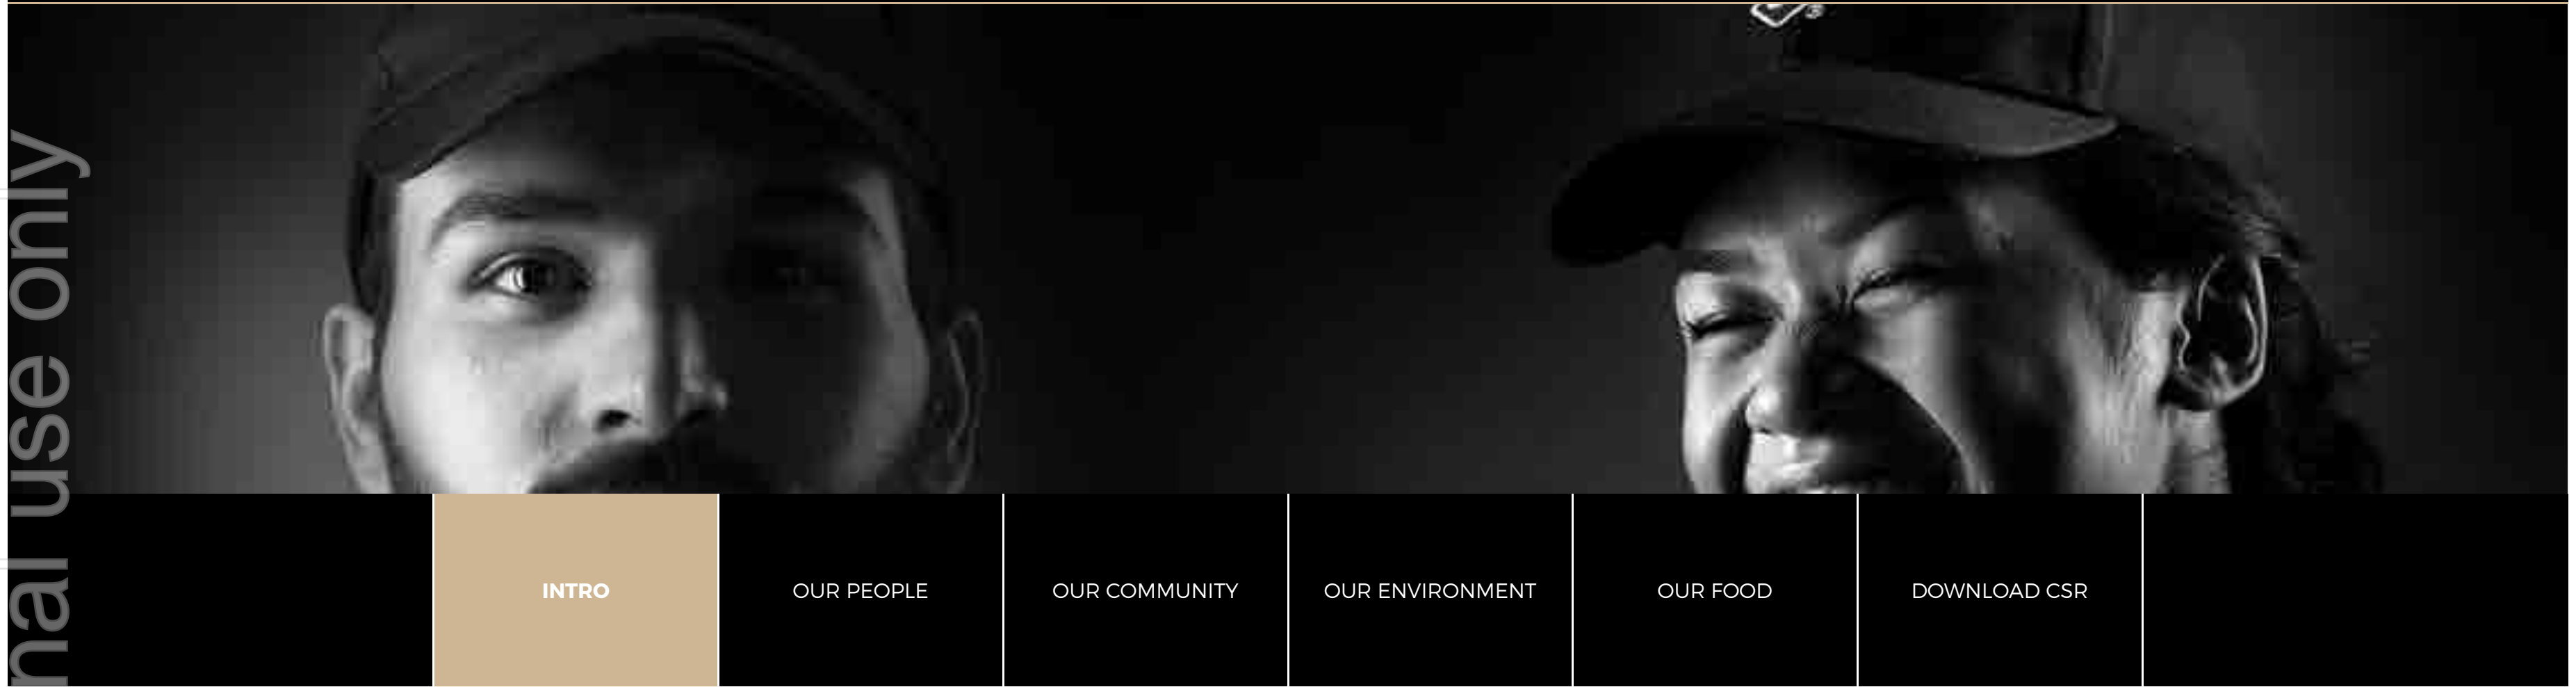 nal use only
INTRO
OUR PEOPLE
OUR COMMUNITY
OUR ENVIRONMENT
OUR FOOD
DOWNLOAD CSR